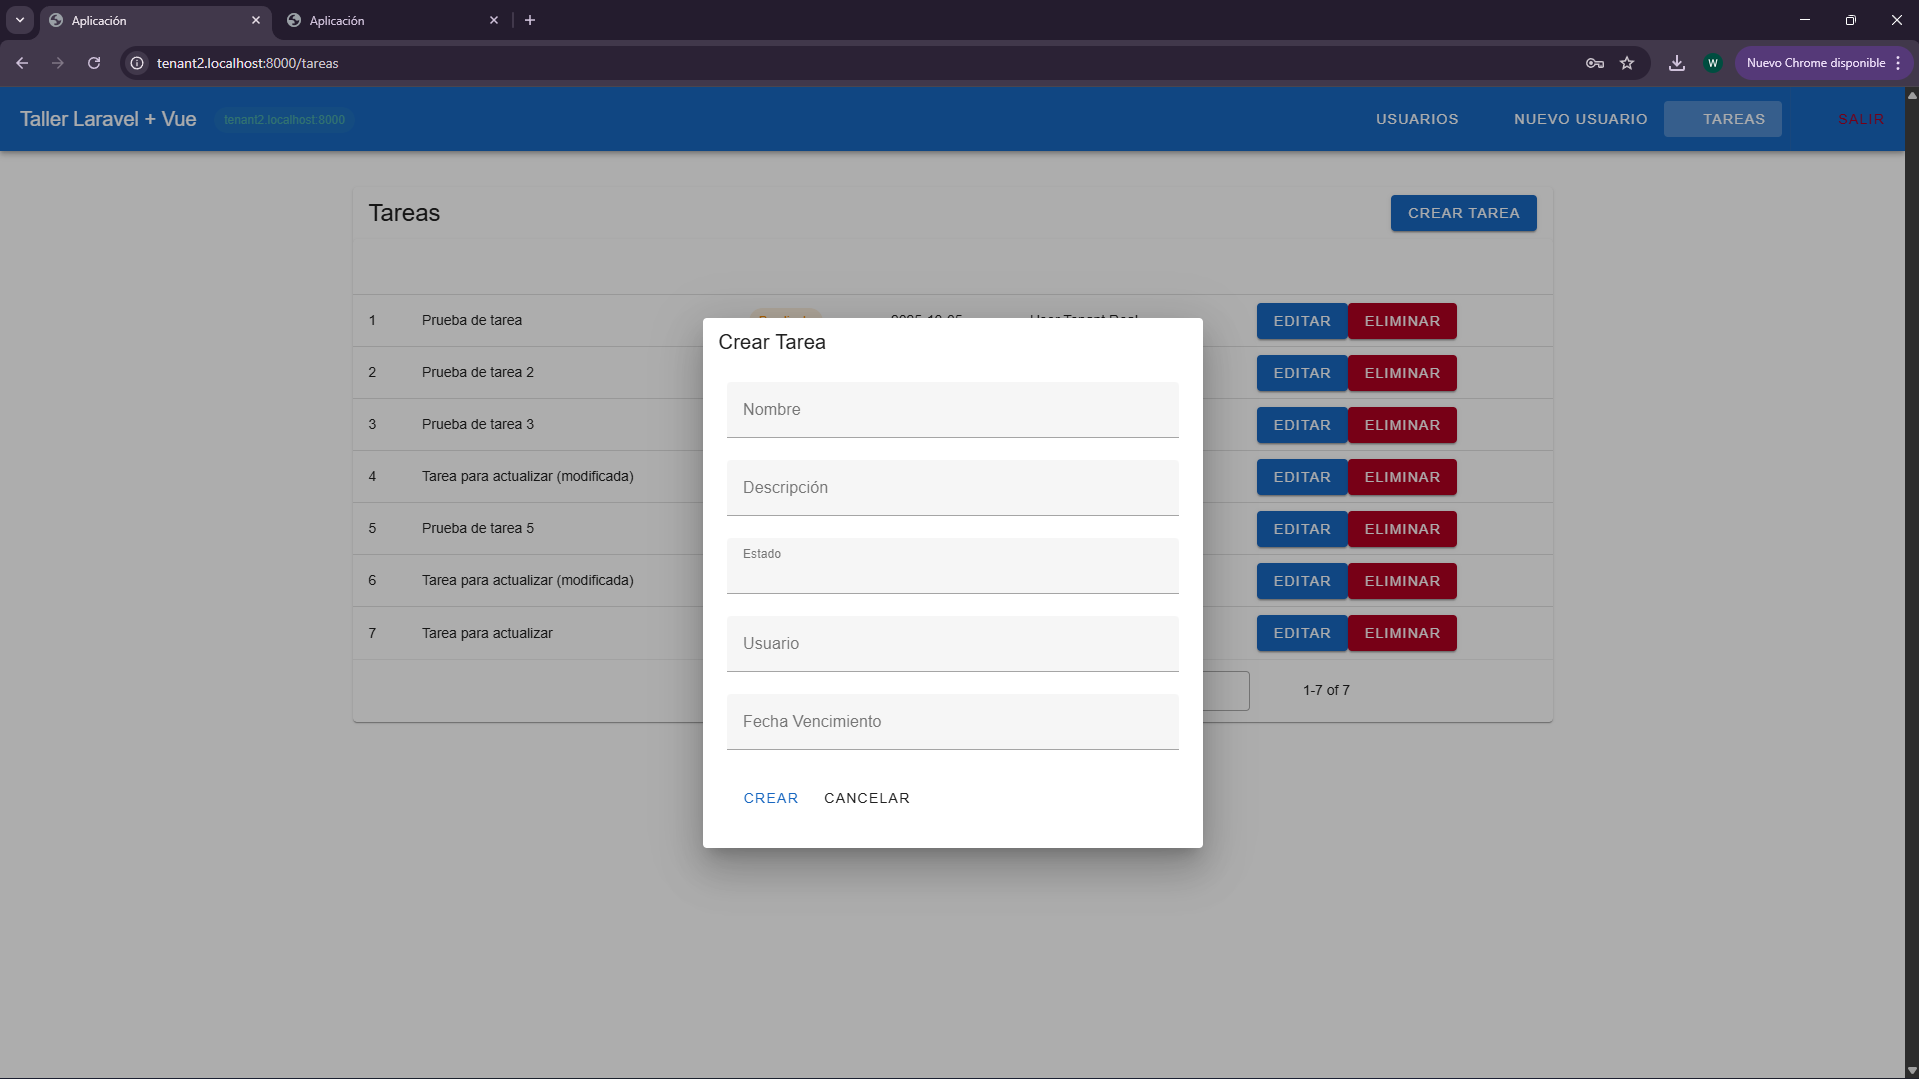 Aplicación
Aplicación
tenant2.localhost:8000/tareas
W
Nuevo Chrome disponible
Taller Laravel + Vue
tenant2.localhost:8000
USUARIOS
NUEVO USUARIO
TAREAS
SALIR
Tareas
CREAR TAREA
1 Prueba de tarea EDITAR ELIMINAR
2 Prueba de tarea 2 EDITAR ELIMINAR
3 Prueba de tarea 3 EDITAR ELIMINAR
4 Tarea para actualizar (modificada) EDITAR ELIMINAR
5 Prueba de tarea 5 EDITAR ELIMINAR
6 Tarea para actualizar (modificada) EDITAR ELIMINAR
7 Tarea para actualizar EDITAR ELIMINAR
1-7 of 7
Crear Tarea
Nombre
Descripción
Estado
Usuario
Fecha Vencimiento
CREAR CANCELAR